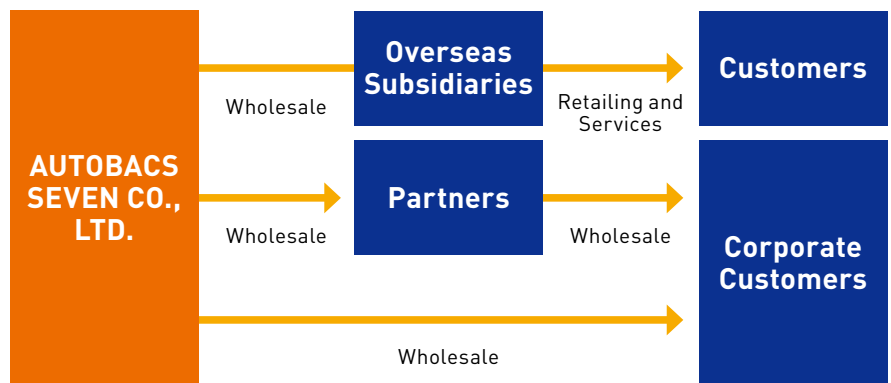 AUTOBACS
SEVEN CO.,
LTD.
Wholesale
Overseas
Subsidiaries
Retailing and
Services
Customers
Wholesale
Partners
Wholesale
Corporate
Customers
Wholesale